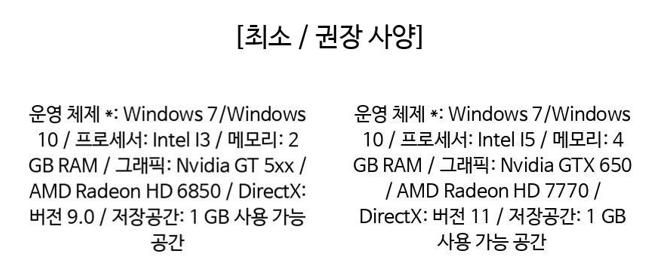 [최소 / 권장 사양]
운영 체제 *: Windows 7/Windows
10 / 프로세서: Intel I3 / 메모리: 2
GB RAM / 그래픽: Nvidia GT 5xx /
AMD Radeon HD 6850 / DirectX:
버전 9.0 / 저장공간: 1 GB 사용 가능
공간
운영 체제 *: Windows 7/Windows
10 / 프로세서: Intel I5 / 메모리: 4
GB RAM / 그래픽: Nvidia GTX 650
/ AMD Radeon HD 7770 /
DirectX: 버전 11 / 저장공간: 1 GB
사용 가능 공간